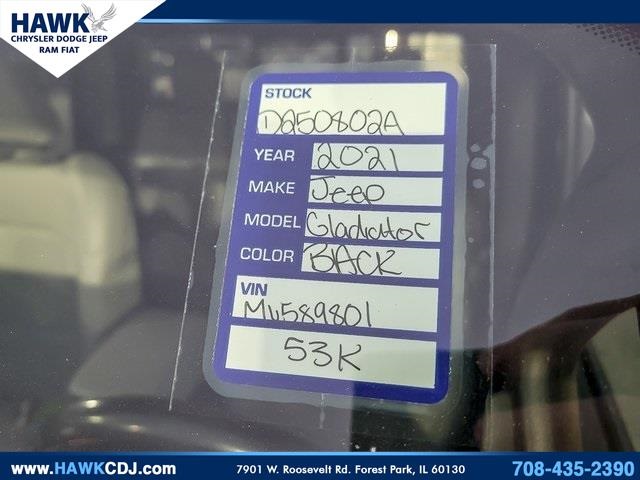 HAWK
CHRYSLER DODGE JEEP
RAM FIAT
STOCK
D250802A
YEAR 2021
MAKE Jeep
MODEL Gladiator
COLOR BACK
VIN
ML589801
53K
www.HAWKCDJ.com
7901 W. Roosevelt Rd. Forest Park, IL 60130
708-435-2390